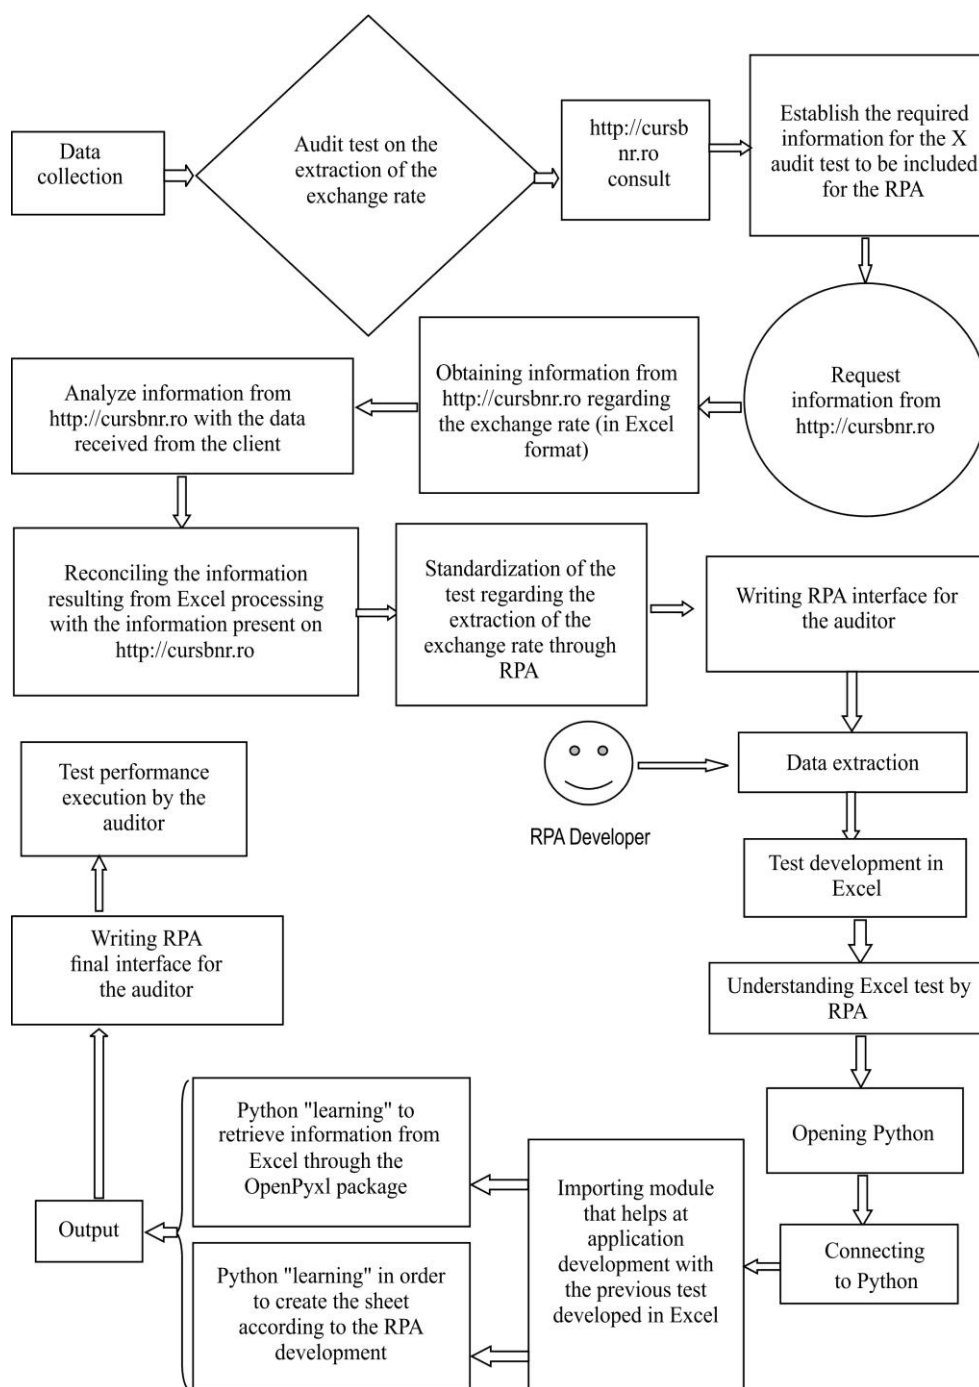 Data
collection
Audit test on the
extraction of the
exchange rate
http://cursb
nr.ro
consult
Establish the required
information for the X
audit test to be included
for the RPA
Request
information from
http://cursbnr.ro
Obtaining information from
http://cursbnr.ro regarding
the exchange rate (in Excel
format)
Analyze information from
http://cursbnr.ro with the data
received from the client
Reconciling the information
resulting from Excel processing
with the information present on
http://cursbnr.ro
Standardization of the
test regarding the
extraction of the
exchange rate through
RPA
Writing RPA interface for
the auditor
RPA Developer
Data extraction
Test development in
Excel
Understanding Excel test by
RPA
Opening Python
Connecting
to Python
Importing module
that helps at
application
development with
the previous test
developed in Excel
Python "learning" to
retrieve information from
Excel through the
OpenPyxl package
Python "learning" in order
to create the sheet
according to the RPA
development
Output
Writing RPA
final interface for
the auditor
Test performance
execution by the
auditor